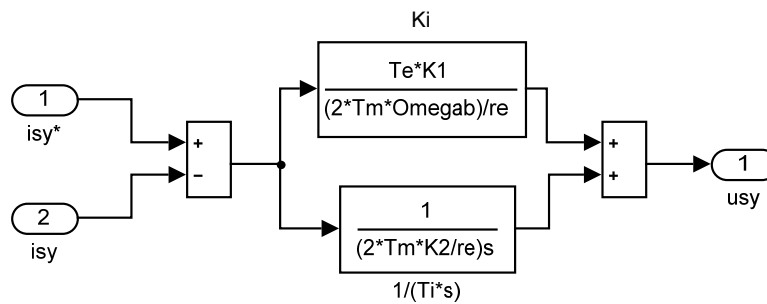 Ki
Te*K1
(2*Tm*Omegab)/re
1
isy*
+
−
2
isy
1
(2*Tm*K2/re)s
1/(Ti*s)
+
+
1
usy